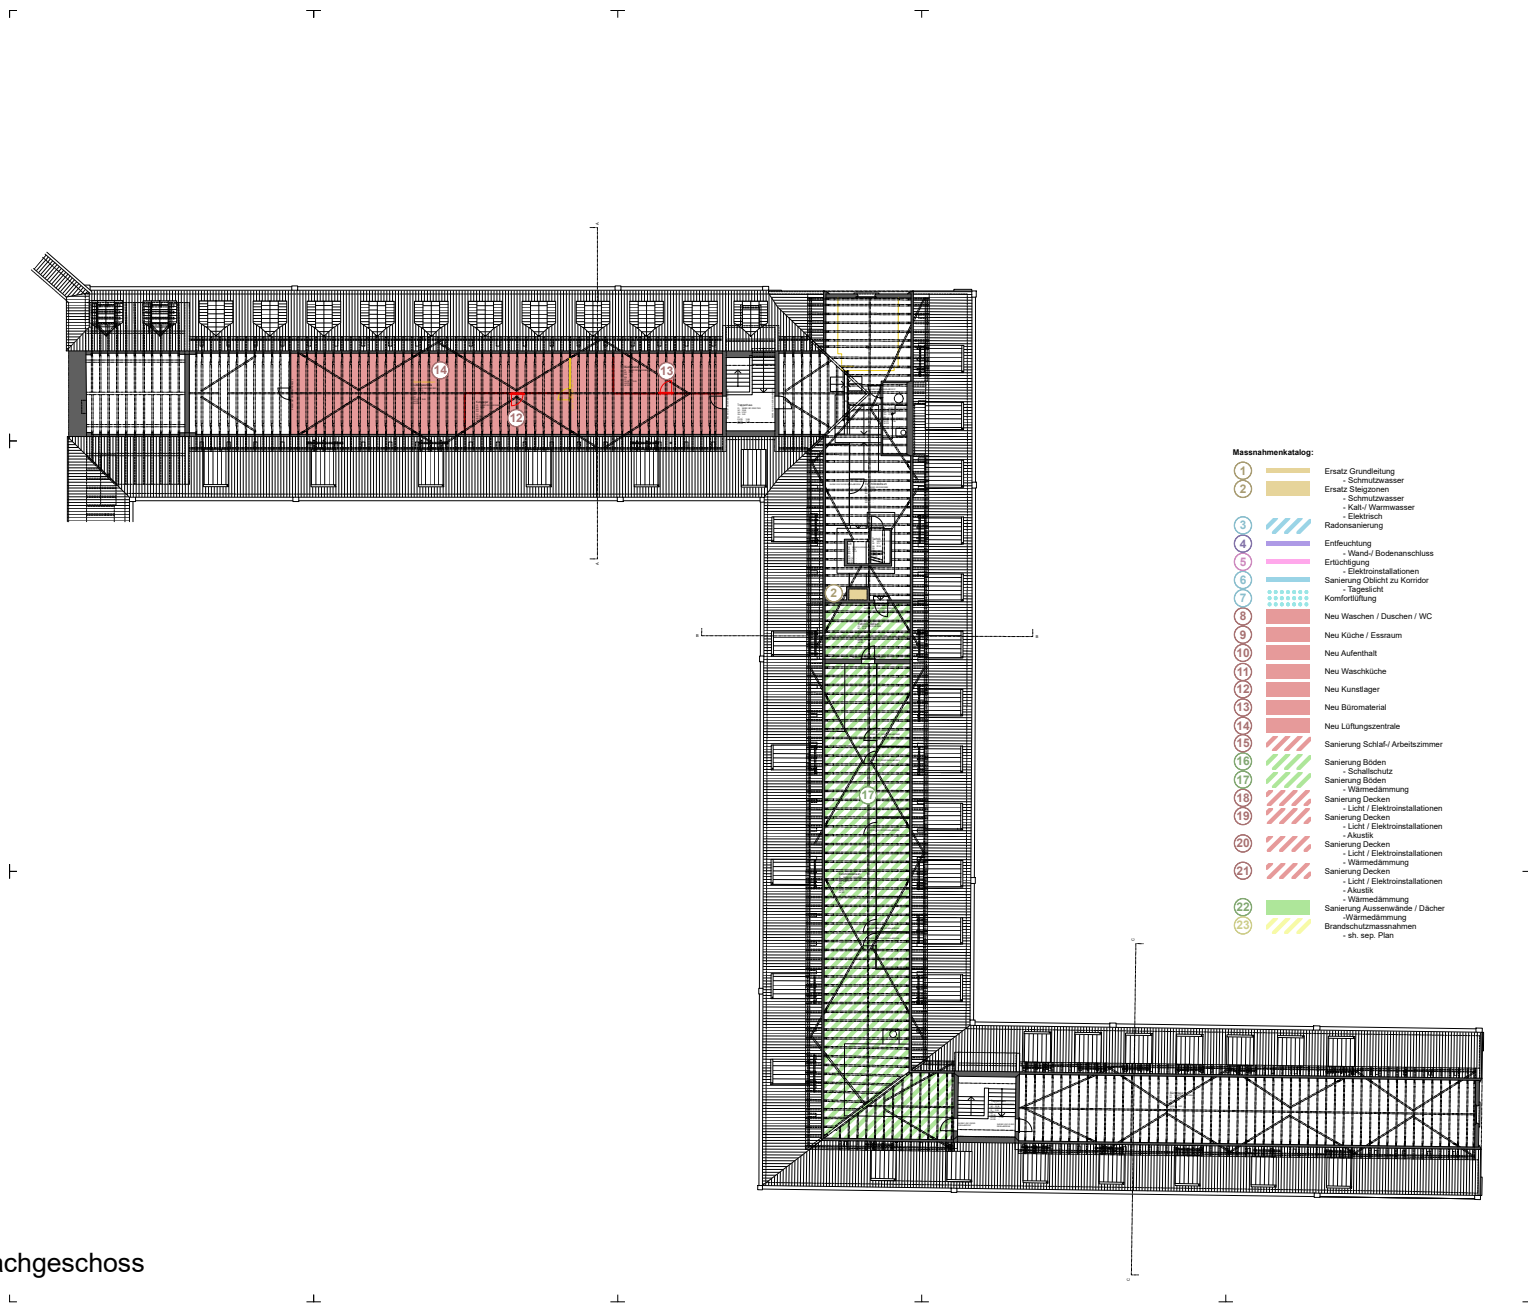 14
13
12
2
17
Massnahmenkatalog:
1 Ersatz Grundleitung
- Schmutzwasser
2 Ersatz Steigzonen
- Schmutzwasser
- Kalt-/ Warmwasser
- Elektrisch
3 Radonsanierung
4 Entfeuchtung
- Wand-/ Bodenanschluss
5 Ertüchtigung
- Elektroinstallationen
6 Sanierung Oblicht zu Korridor
- Tageslicht
7 Komfortlüftung
8 Neu Waschen / Duschen / WC
9 Neu Küche / Essraum
10 Neu Aufenthalt
11 Neu Waschküche
12 Neu Kunstlager
13 Neu Büromaterial
14 Neu Lüftungszentrale
15 Sanierung Schlaf-/ Arbeitszimmer
16 Sanierung Böden
- Schallschutz
17 Sanierung Böden
- Wärmedämmung
18 Sanierung Decken
- Licht / Elektroinstallationen
19 Sanierung Decken
- Licht / Elektroinstallationen
- Akustik
20 Sanierung Decken
- Licht / Elektroinstallationen
- Wärmedämmung
21 Sanierung Decken
- Licht / Elektroinstallationen
- Akustik
- Wärmedämmung
22 Sanierung Aussenwände / Dächer
-Wärmedämmung
23 Brandschutzmassnahmen
- sh. sep. Plan
achgeschoss